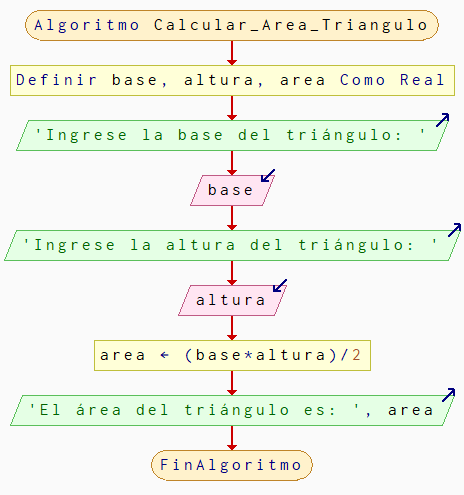 Algoritmo Calcular_Area_Triangulo
Definir base, altura, area Como Real
'Ingrese la base del triángulo: '
base
'Ingrese la altura del triángulo: '
altura
area ← (base*altura)/2
'El área del triángulo es: ', area
FinAlgoritmo